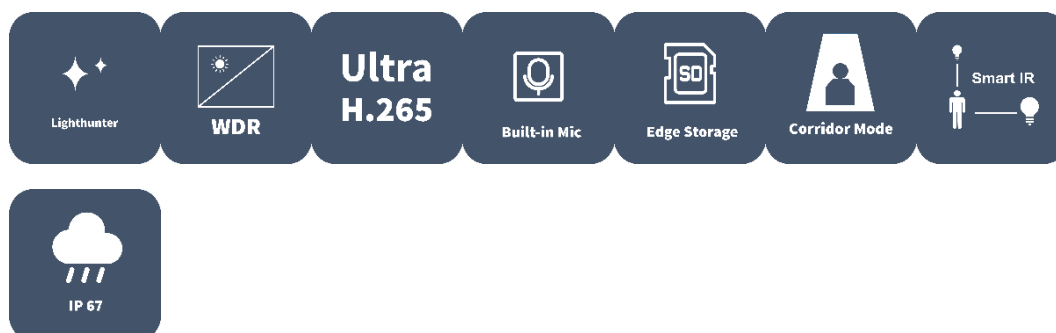 Lighthunter
WDR
Ultra
H.265
Built-in Mic
SD
Edge Storage
Corridor Mode
Smart IR
IP 67